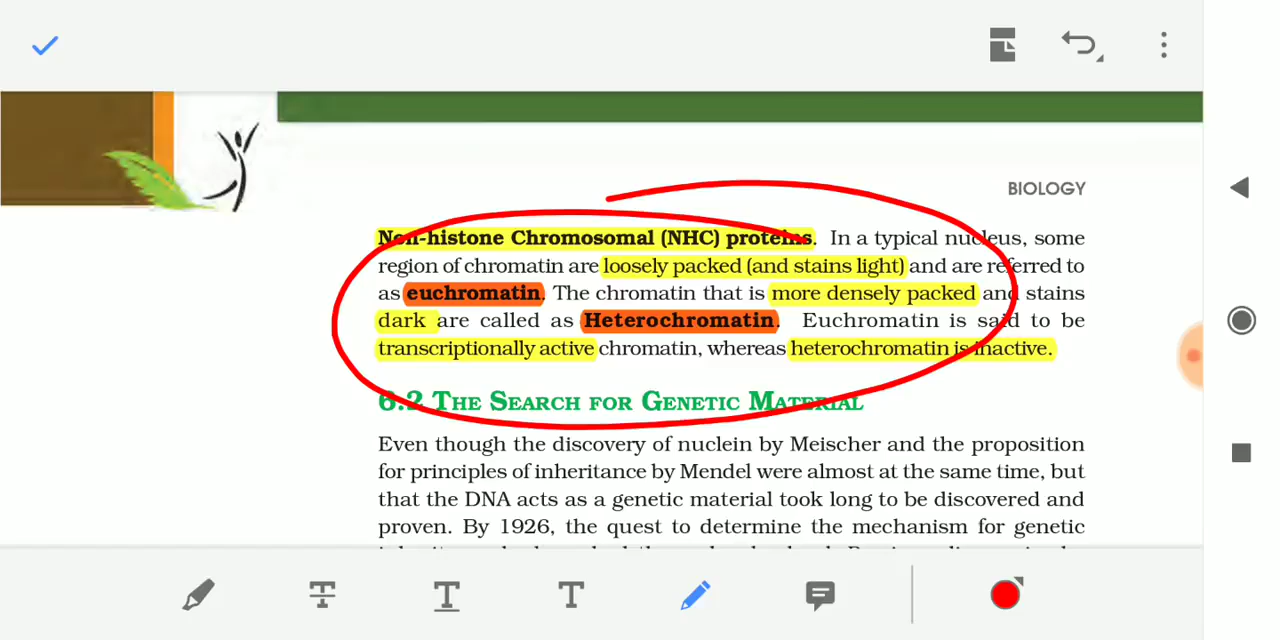 BIOLOGY
Non-histone Chromosomal (NHC) proteins. In a typical nucleus, some
region of chromatin are loosely packed (and stains light) and are referred to
as euchromatin. The chromatin that is more densely packed and stains
dark are called as Heterochromatin. Euchromatin is said to be
transcriptionally active chromatin, whereas heterochromatin is inactive.
6.2 THE SEARCH FOR GENETIC MATERIAL
Even though the discovery of nuclein by Meischer and the proposition
for principles of inheritance by Mendel were almost at the same time, but
that the DNA acts as a genetic material took long to be discovered and
proven. By 1926, the quest to determine the mechanism for genetic